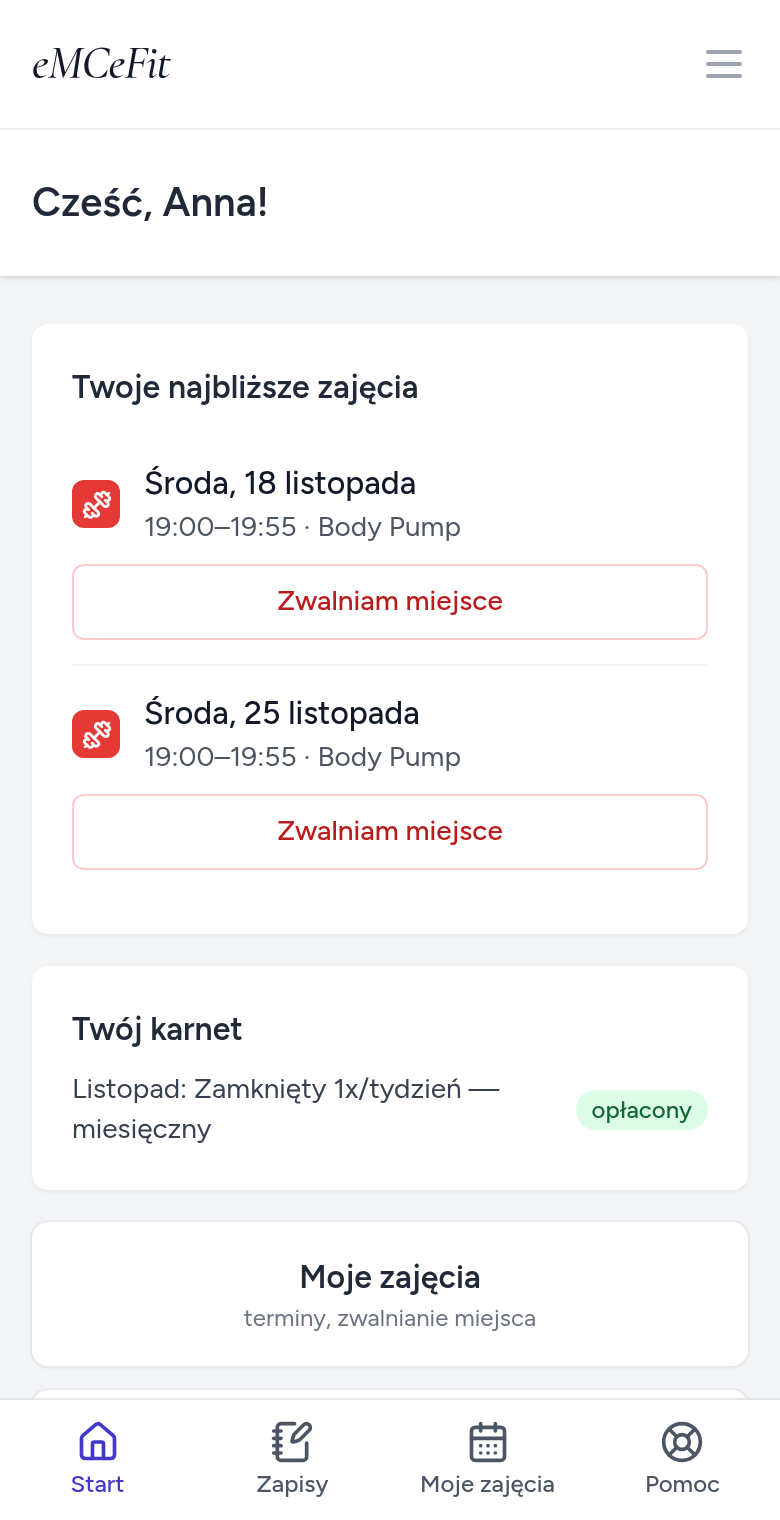 eMCeFit
Cześć, Anna!
Twoje najbliższe zajęcia
Środa, 18 listopada
19:00–19:55 · Body Pump
Zwalniam miejsce
Środa, 25 listopada
19:00–19:55 · Body Pump
Zwalniam miejsce
Twój karnet
Listopad: Zamknięty 1x/tydzień —
miesięczny
opłacony
Moje zajęcia
terminy, zwalnianie miejsca
Start
Zapisy
Moje zajęcia
Pomoc